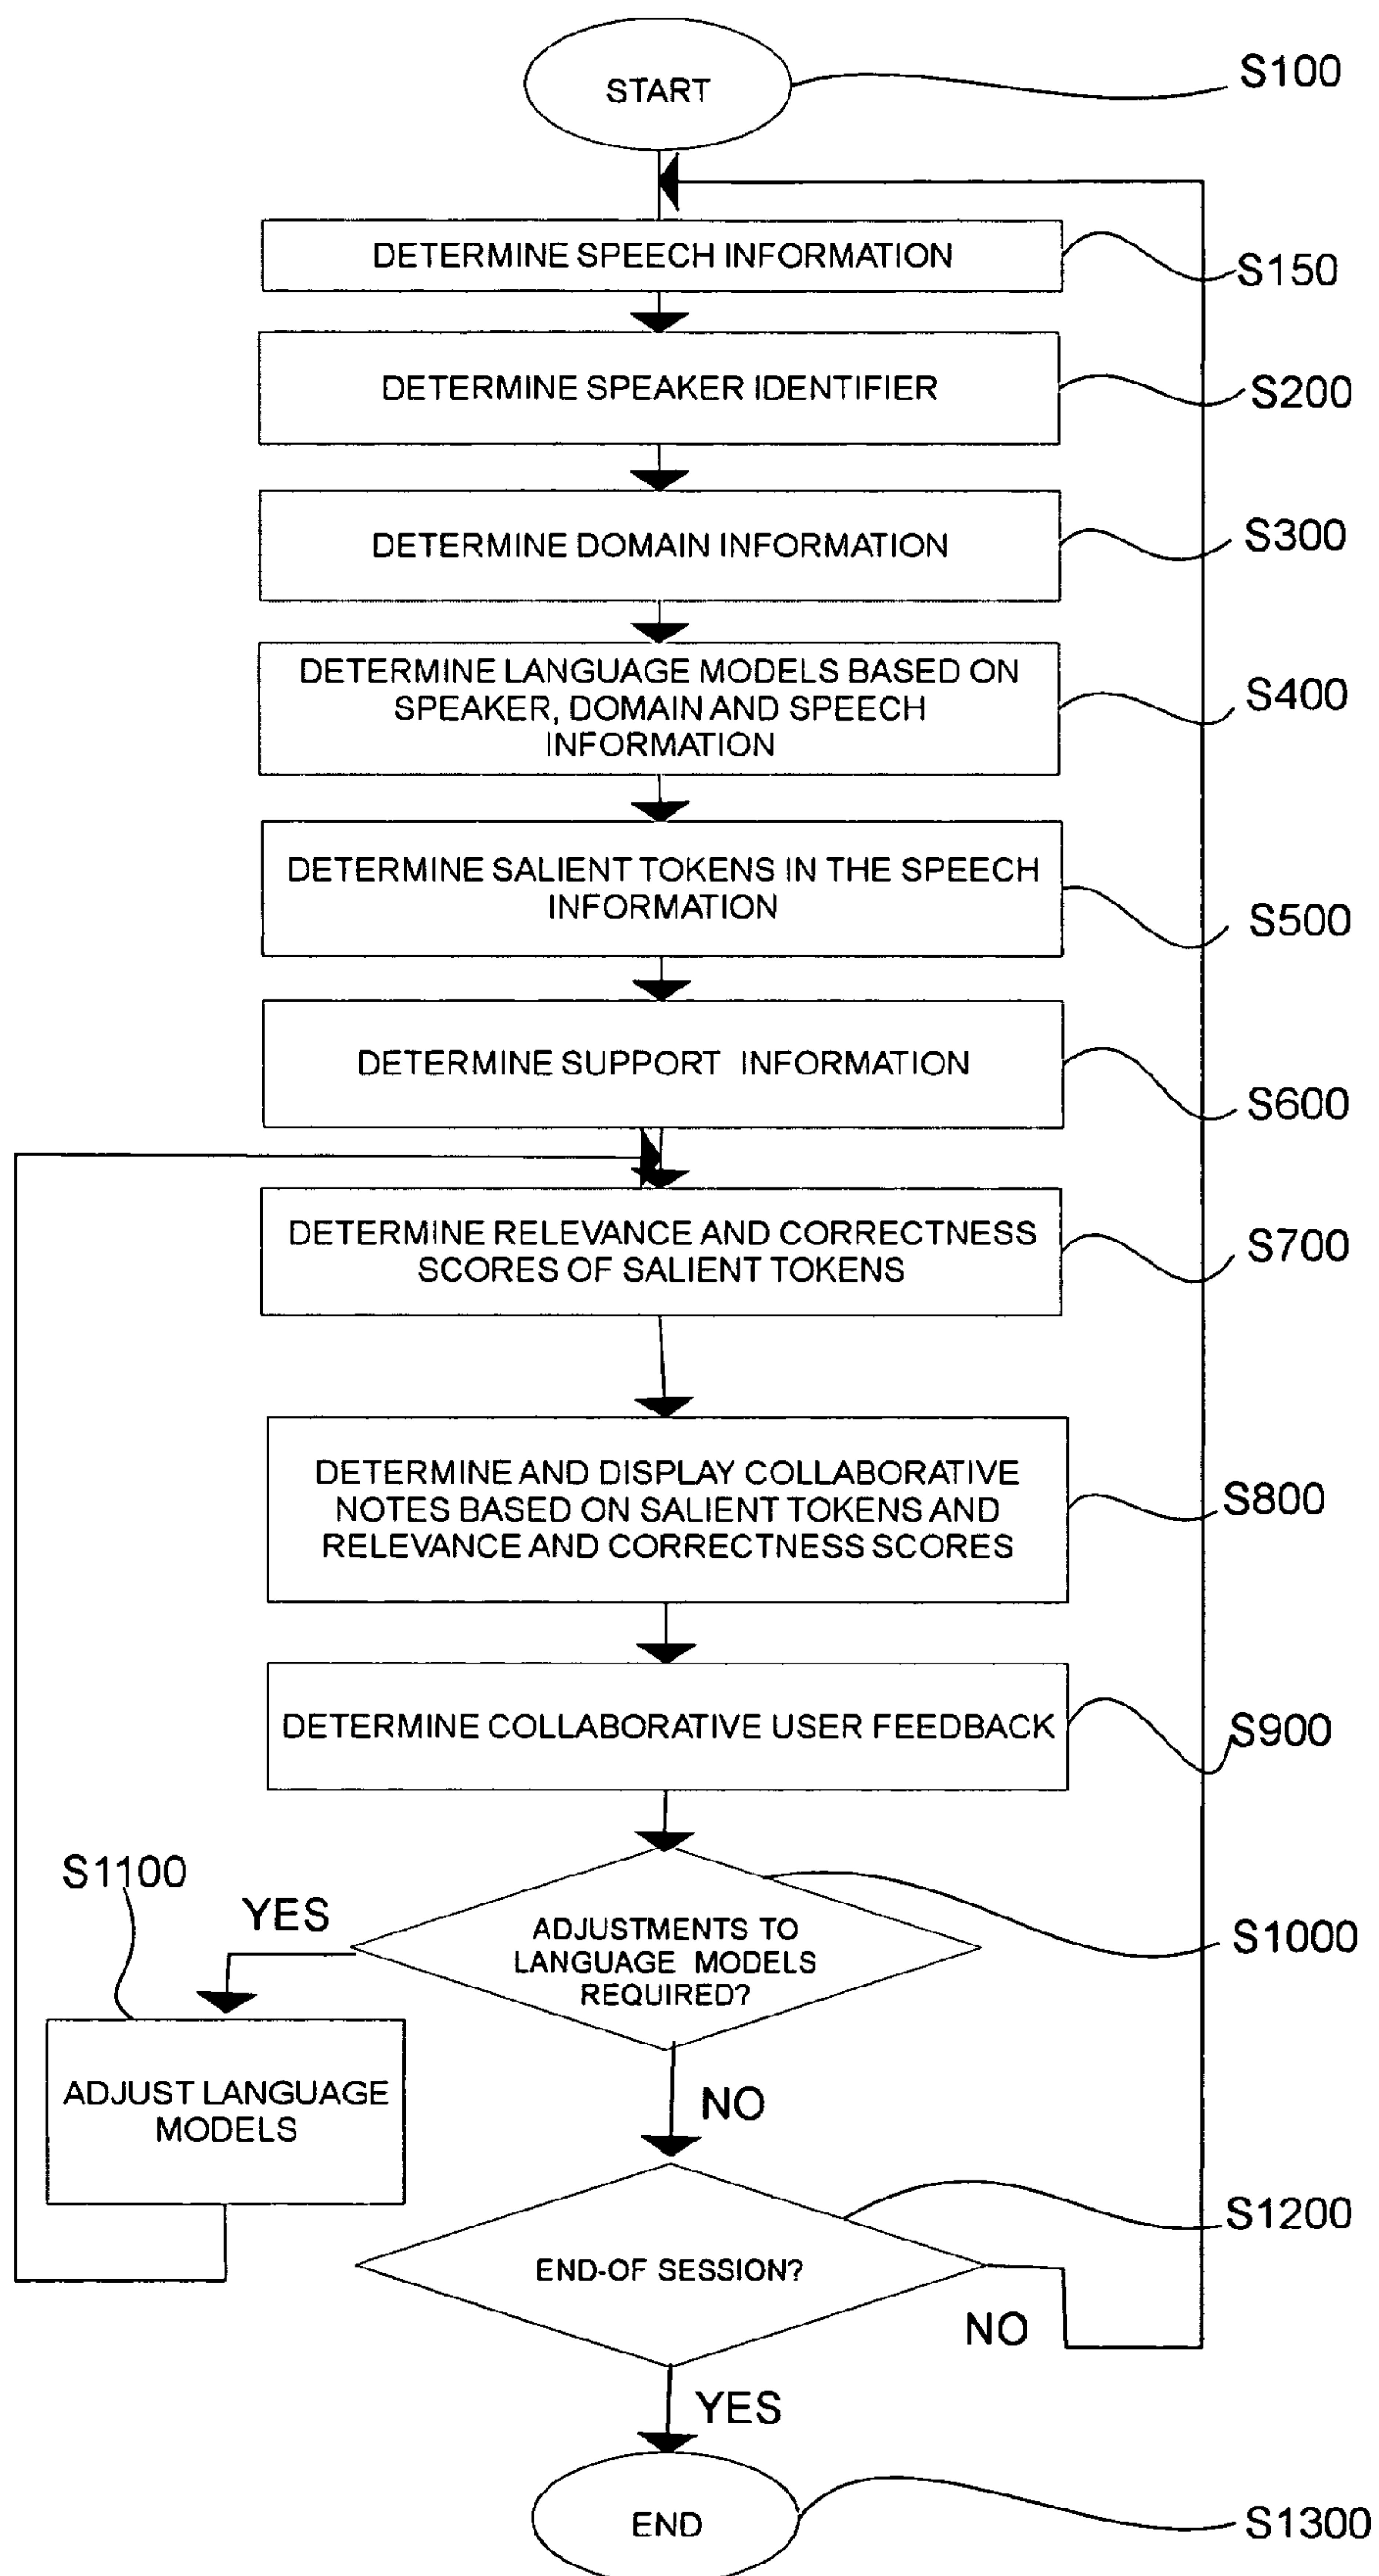 START
S100
DETERMINE SPEECH INFORMATION
S150
DETERMINE SPEAKER IDENTIFIER
S200
DETERMINE DOMAIN INFORMATION
S300
DETERMINE LANGUAGE MODELS BASED ON
SPEAKER, DOMAIN AND SPEECH
INFORMATION
S400
DETERMINE SALIENT TOKENS IN THE SPEECH
INFORMATION
S500
DETERMINE SUPPORT INFORMATION
S600
DETERMINE RELEVANCE AND CORRECTNESS
SCORES OF SALIENT TOKENS
S700
DETERMINE AND DISPLAY COLLABORATIVE
NOTES BASED ON SALIENT TOKENS AND
RELEVANCE AND CORRECTNESS SCORES
S800
DETERMINE COLLABORATIVE USER FEEDBACK
S900
S1100
YES
ADJUSTMENTS TO
LANGUAGE MODELS
REQUIRED?
S1000
ADJUST LANGUAGE
MODELS
NO
END-OF SESSION?
S1200
NO
YES
END
S1300